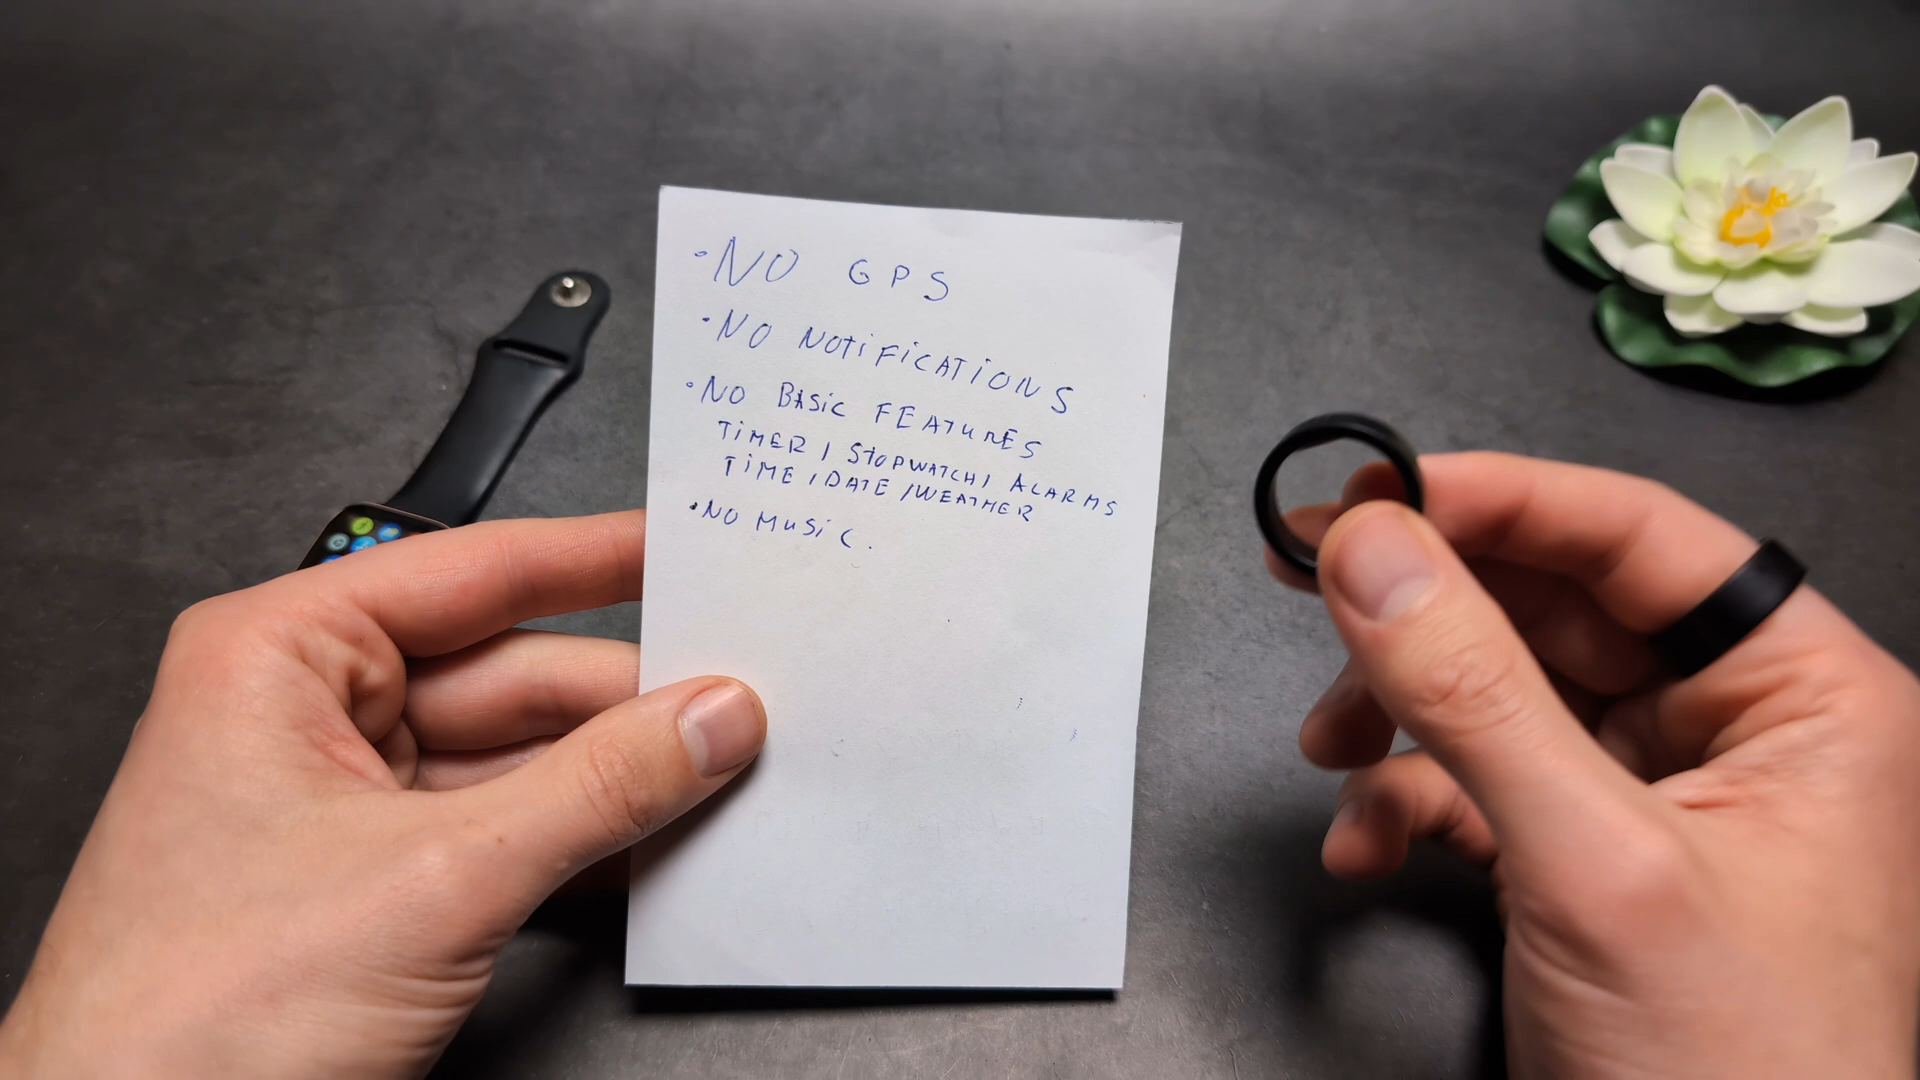 • NO GPS
• NO NOTiFiCATiONS
• NO BASiC FEATURES
TiMER / STOPWATCH / ALARMS
TiME / DATE / WEATHER
• NO MUSiC.